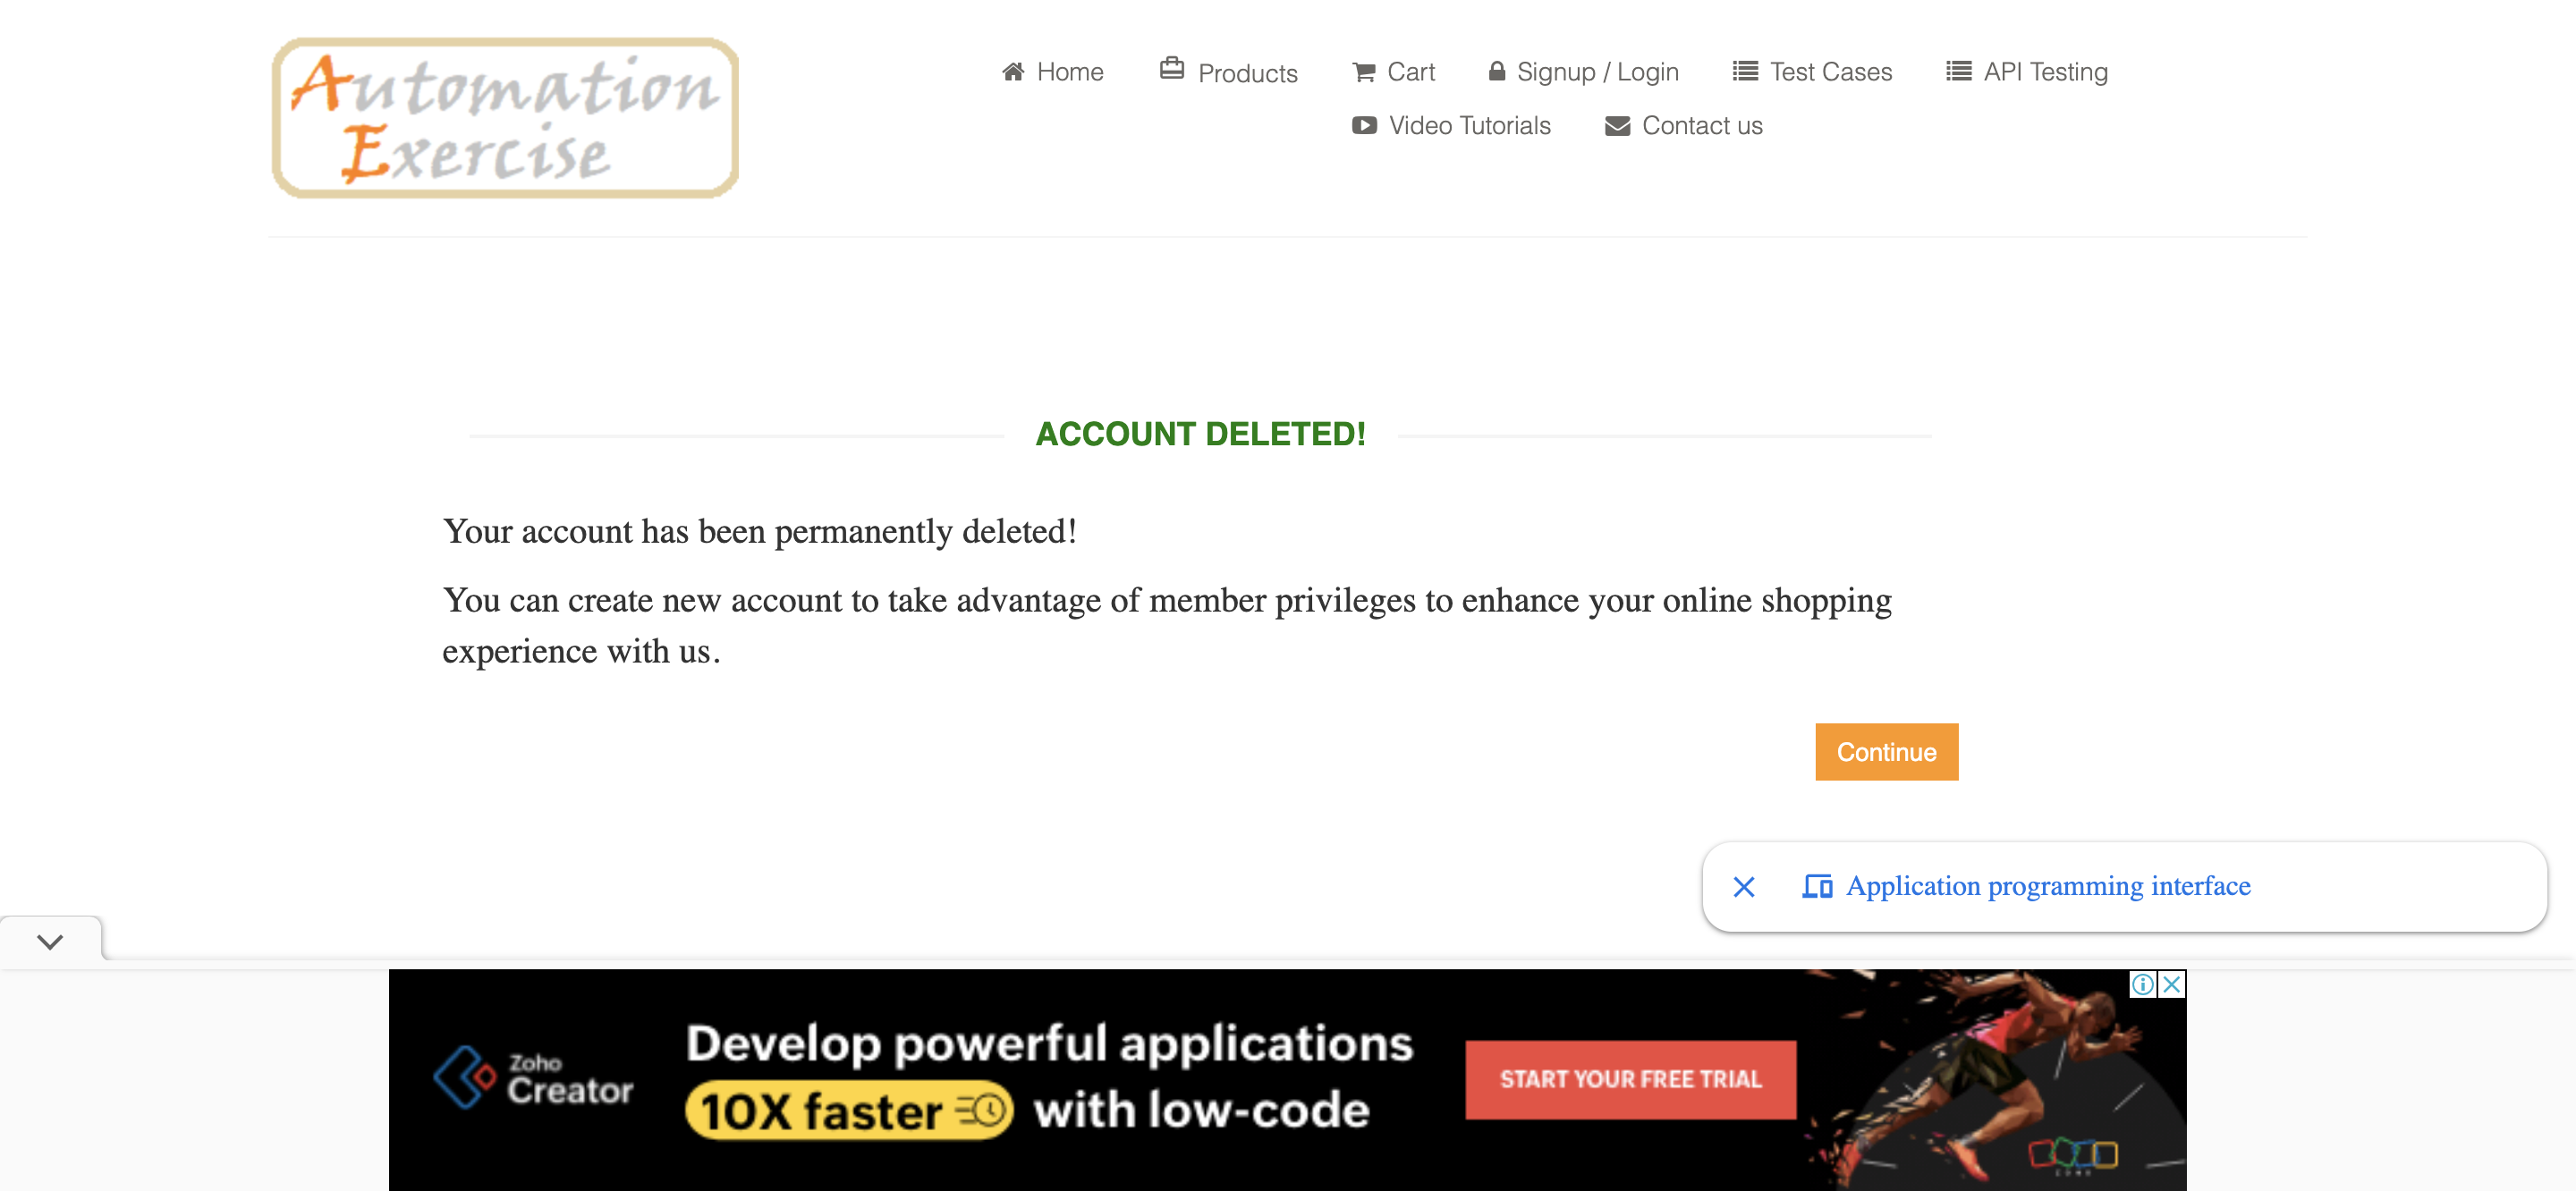 Automation
Exercise
Home
Products
Cart
Signup / Login
Test Cases
API Testing
Video Tutorials
Contact us
ACCOUNT DELETED!
Your account has been permanently deleted!
You can create new account to take advantage of member privileges to enhance your online shopping
experience with us.
Continue
Application programming interface
Zoho
Creator
Develop powerful applications
10X faster with low-code
START YOUR FREE TRIAL